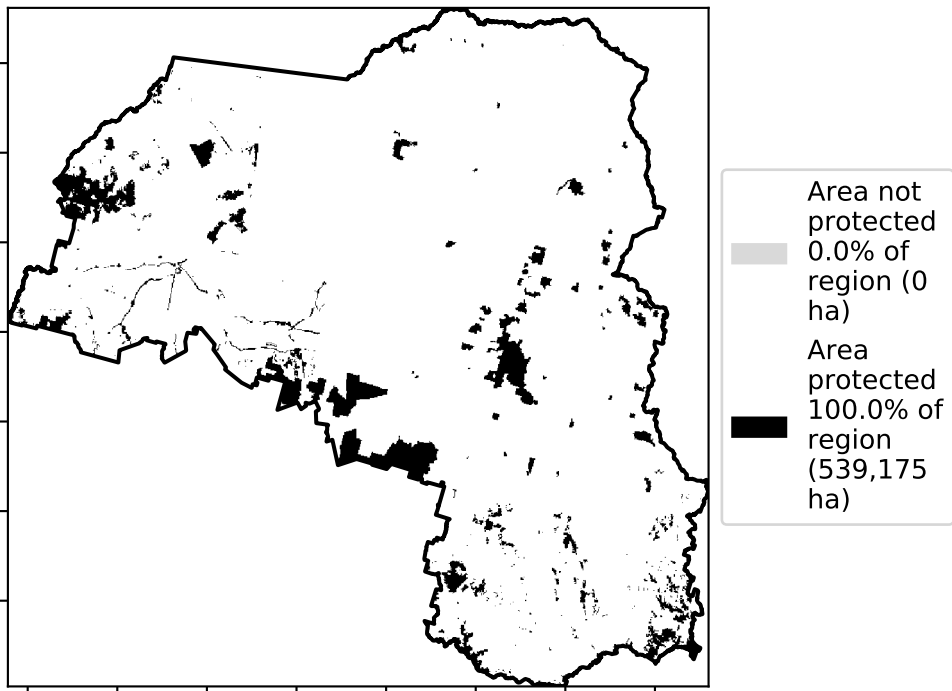 Area not
protected
0.0% of
region (0
ha)
Area
protected
100.0% of
region
(539,175
ha)